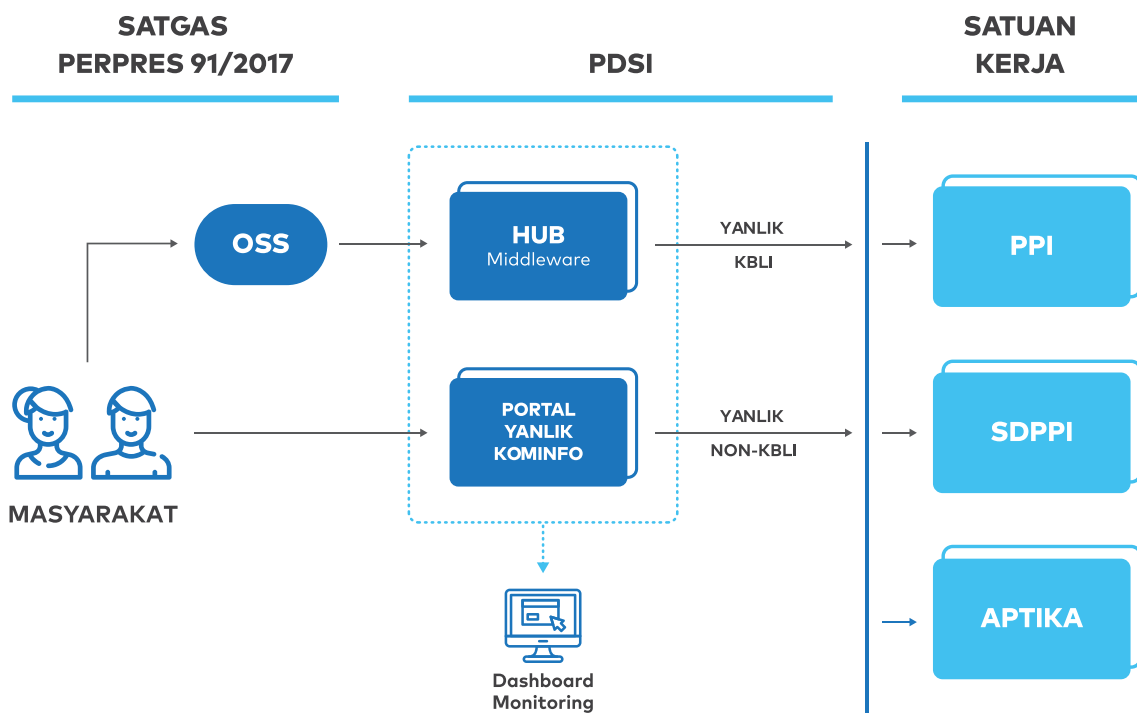 SATGAS
PERPRES 91/2017
PDSI
SATUAN
KERJA
OSS
HUB
Middleware
YANLIK
KBLI
PPI
MASYARAKAT
PORTAL
YANLIK
KOMINFO
YANLIK
NON-KBLI
SDPPI
Dashboard
Monitoring
APTIKA